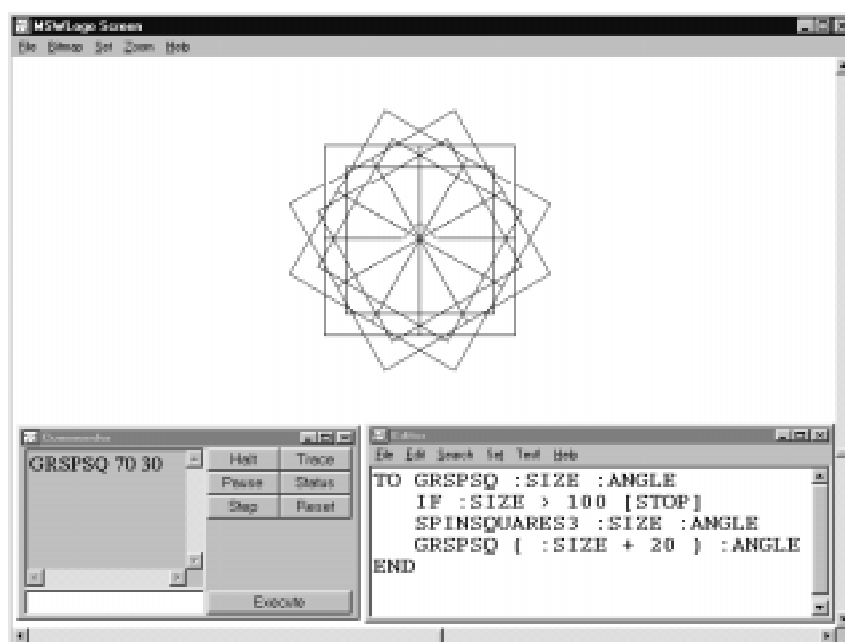 MSWLogo Screen
File Bitmap Set Zoom Help
Commander
GRSPSQ 70 30
Halt Trace
Pause Status
Step Reset
Execute
Editor
File Edit Search Set Test Help
TO GRSPSQ :SIZE :ANGLE
IF :SIZE > 100 [STOP]
SPINSQUARES3 :SIZE :ANGLE
GRSPSQ ( :SIZE + 20 ) :ANGLE
END